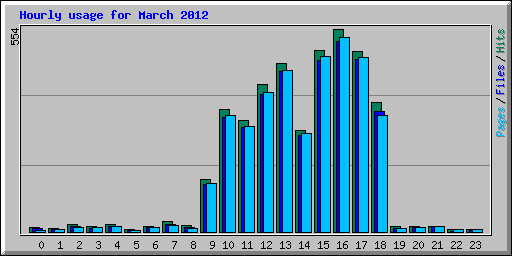 Hourly usage for March 2012
554
Pages/Files/Hits
0 1 2 3 4 5 6 7 8 9 10 11 12 13 14 15 16 17 18 19 20 21 22 23